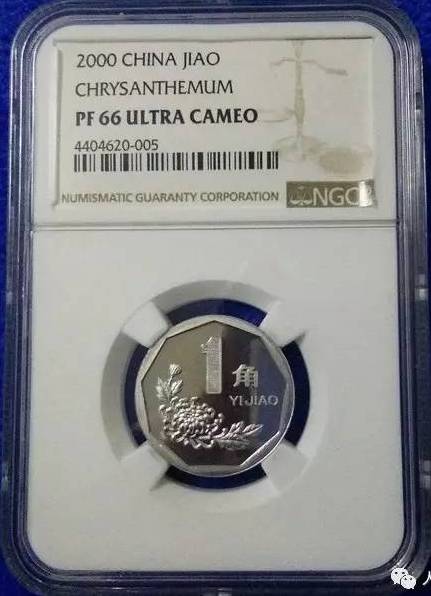 2000 CHINA JIAO
CHRYSANTHEMUM
PF 66 ULTRA CAMEO
4404620-005
NUMISMATIC GUARANTY CORPORATION NGC
1角
YIJIAO